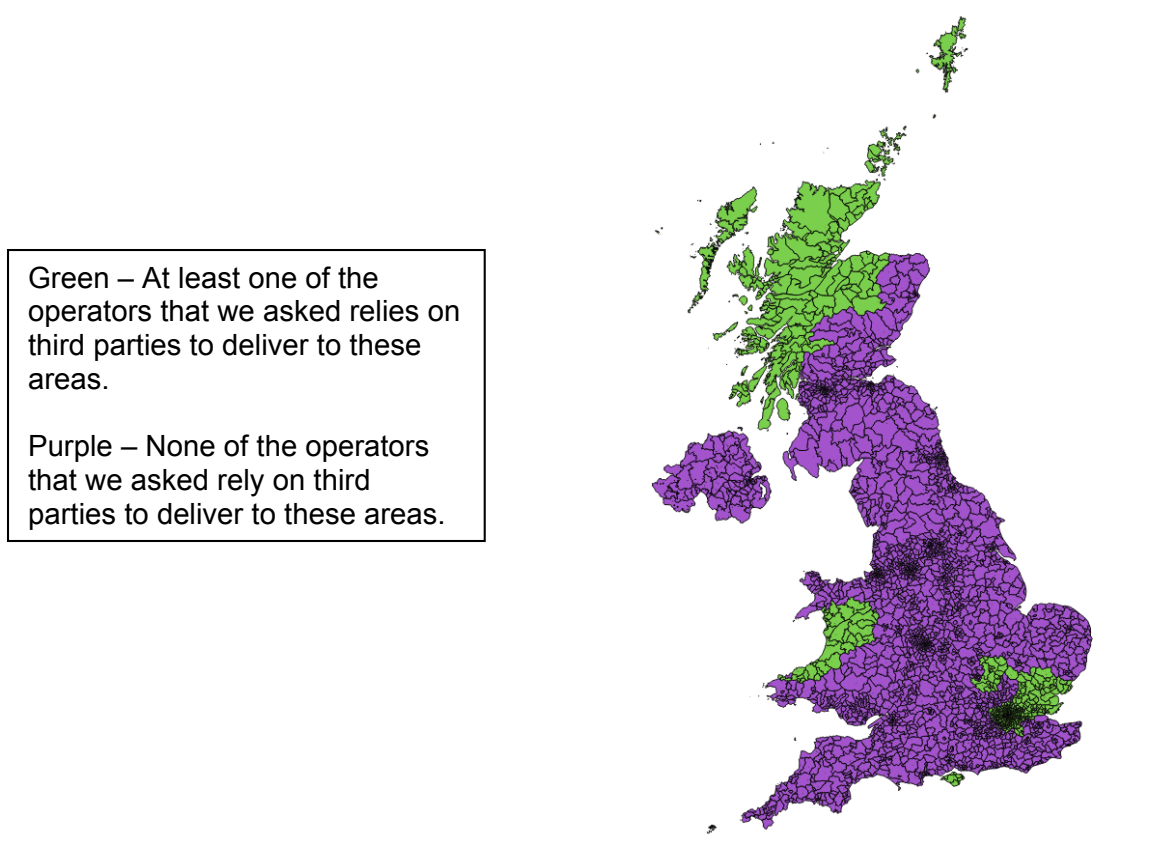 Green – At least one of the
operators that we asked relies on
third parties to deliver to these
areas.
Purple – None of the operators
that we asked rely on third
parties to deliver to these areas.